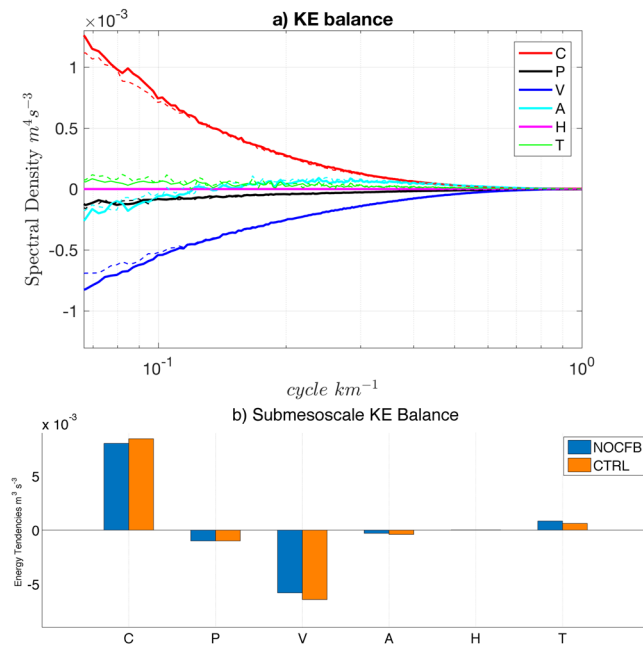 a) KE balance
×10⁻³
1
0.5
0
-0.5
-1
Spectral Density m⁴s⁻³
C
P
V
A
H
T
10⁻¹
10⁰
cycle km⁻¹
b) Submesoscale KE Balance
×10⁻³
5
0
-5
Energy Tendencies m³ s⁻³
NOCFB
CTRL
C P V A H T